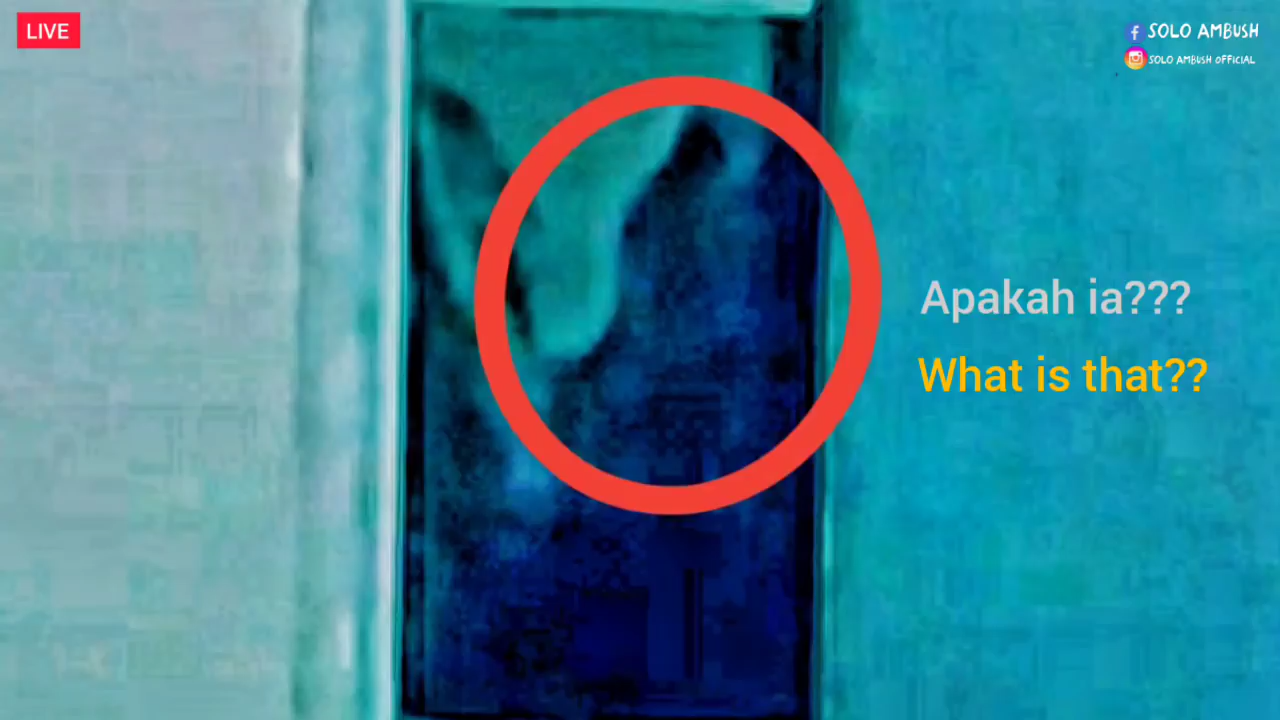 LIVE
SOLO AMBUSH
SOLO AMBUSH OFFICIAL
Apakah ia???
What is that??